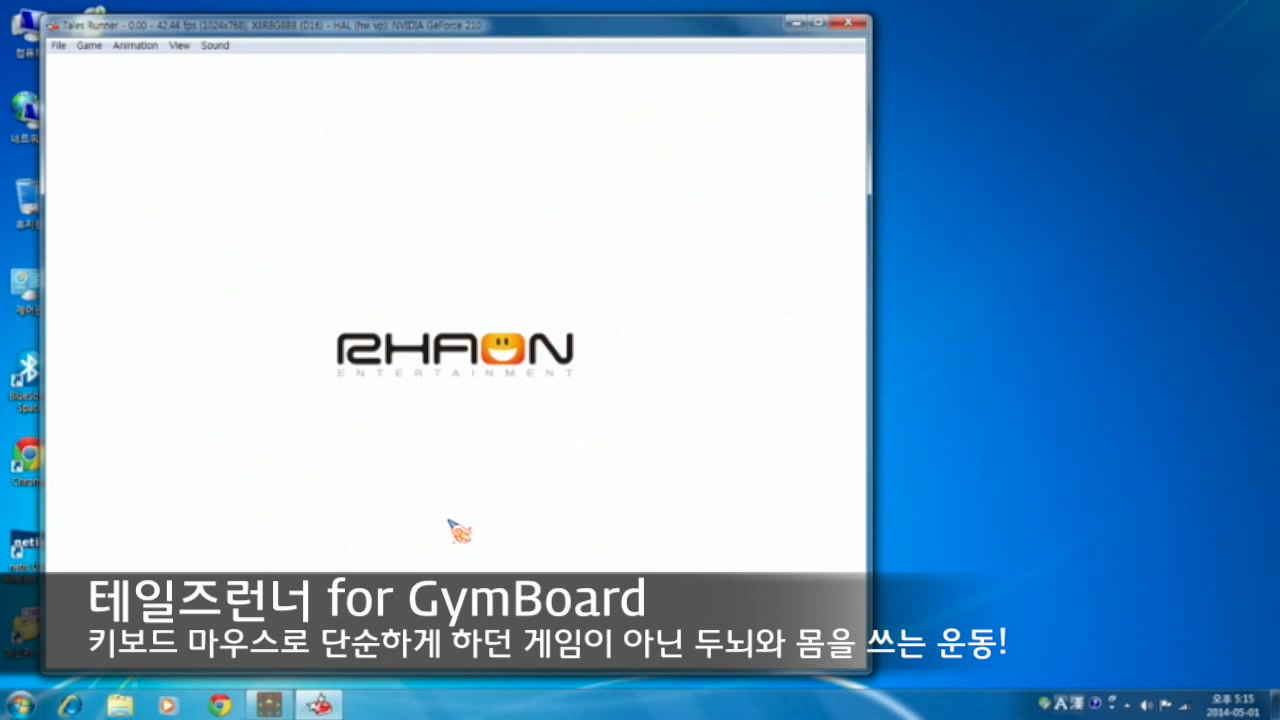 Tales Runner - 0.00 - 42.44 fps (1024x768), X8R8G8B8 (D16) - HAL (hw vp): NVIDIA GeForce 210
File Game Animation View Sound
RHAON
ENTERTAINMENT
테일즈런너 for GymBoard
키보드 마우스로 단순하게 하던 게임이 아닌 두뇌와 몸을 쓰는 운동!
오후 5:15
2014-05-01